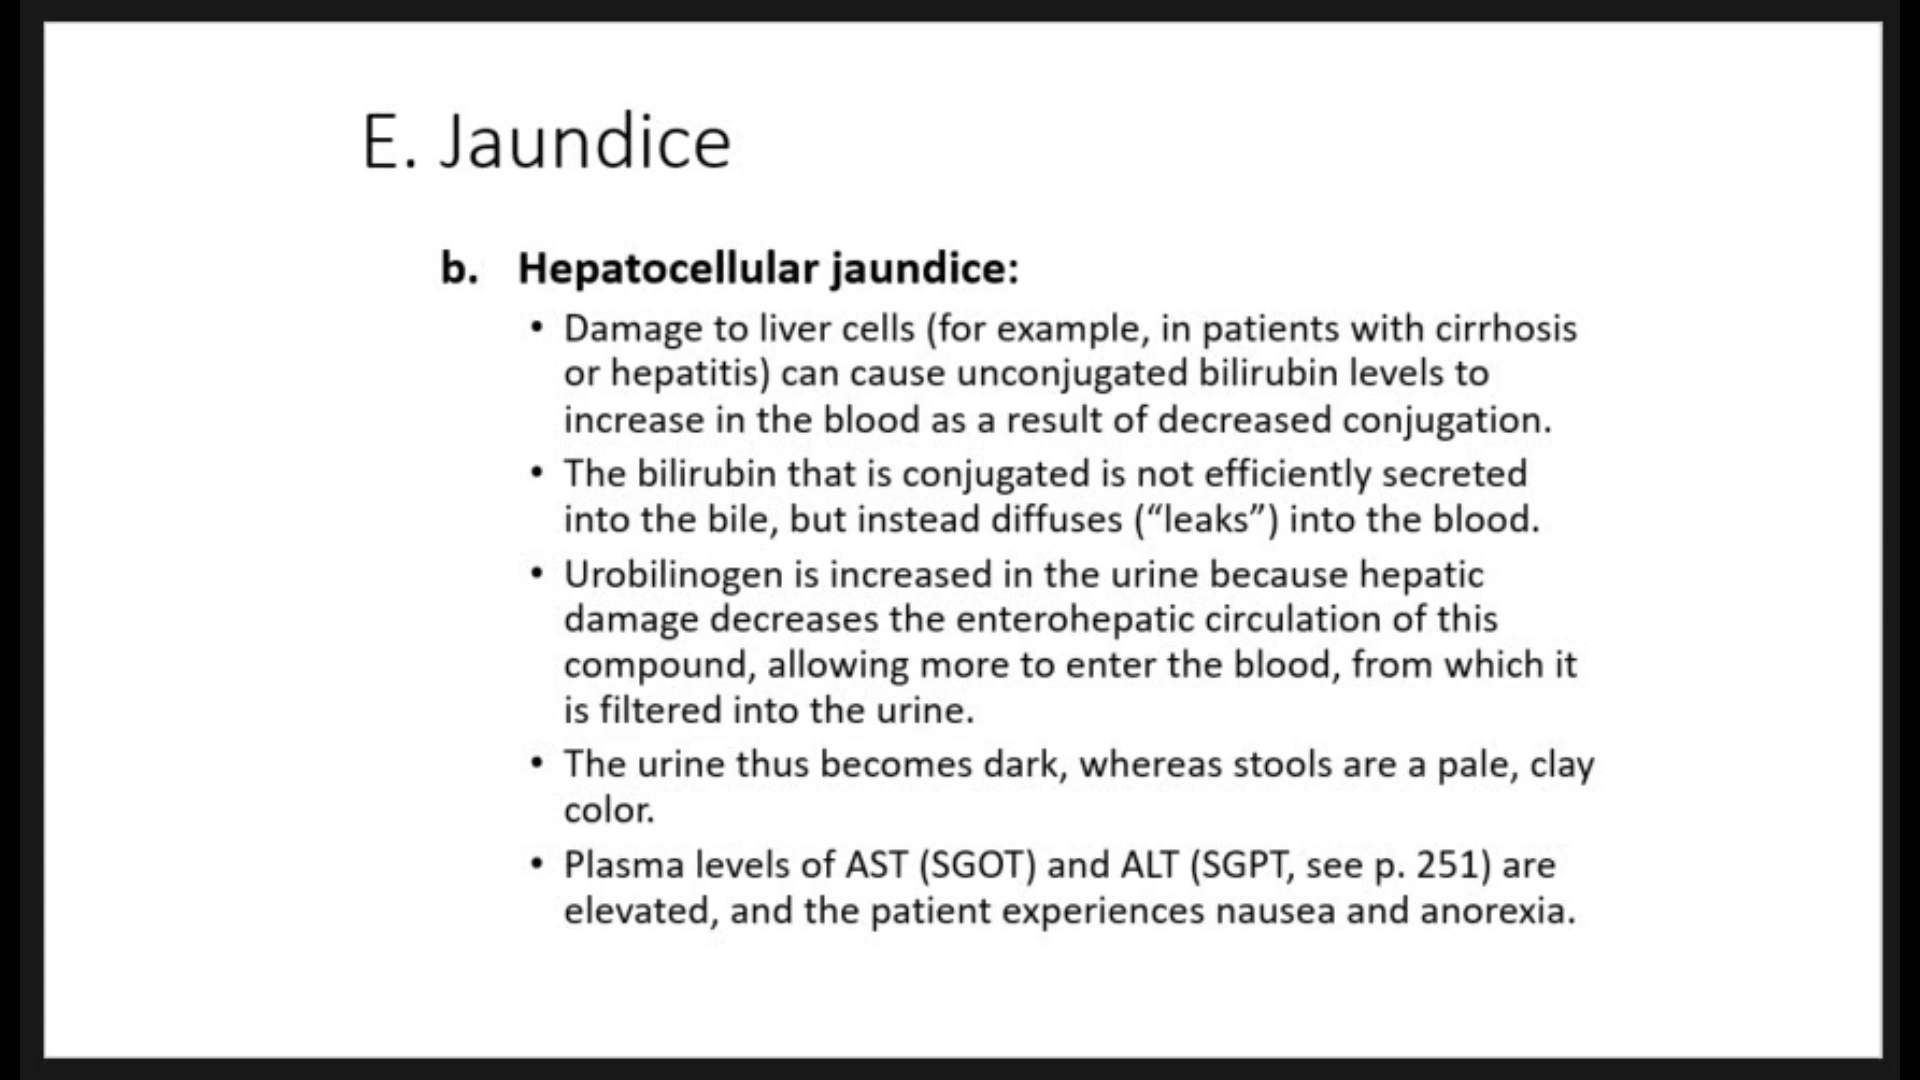 E. Jaundice
b. Hepatocellular jaundice:
• Damage to liver cells (for example, in patients with cirrhosis
or hepatitis) can cause unconjugated bilirubin levels to
increase in the blood as a result of decreased conjugation.
• The bilirubin that is conjugated is not efficiently secreted
into the bile, but instead diffuses (“leaks”) into the blood.
• Urobilinogen is increased in the urine because hepatic
damage decreases the enterohepatic circulation of this
compound, allowing more to enter the blood, from which it
is filtered into the urine.
• The urine thus becomes dark, whereas stools are a pale, clay
color.
• Plasma levels of AST (SGOT) and ALT (SGPT, see p. 251) are
elevated, and the patient experiences nausea and anorexia.